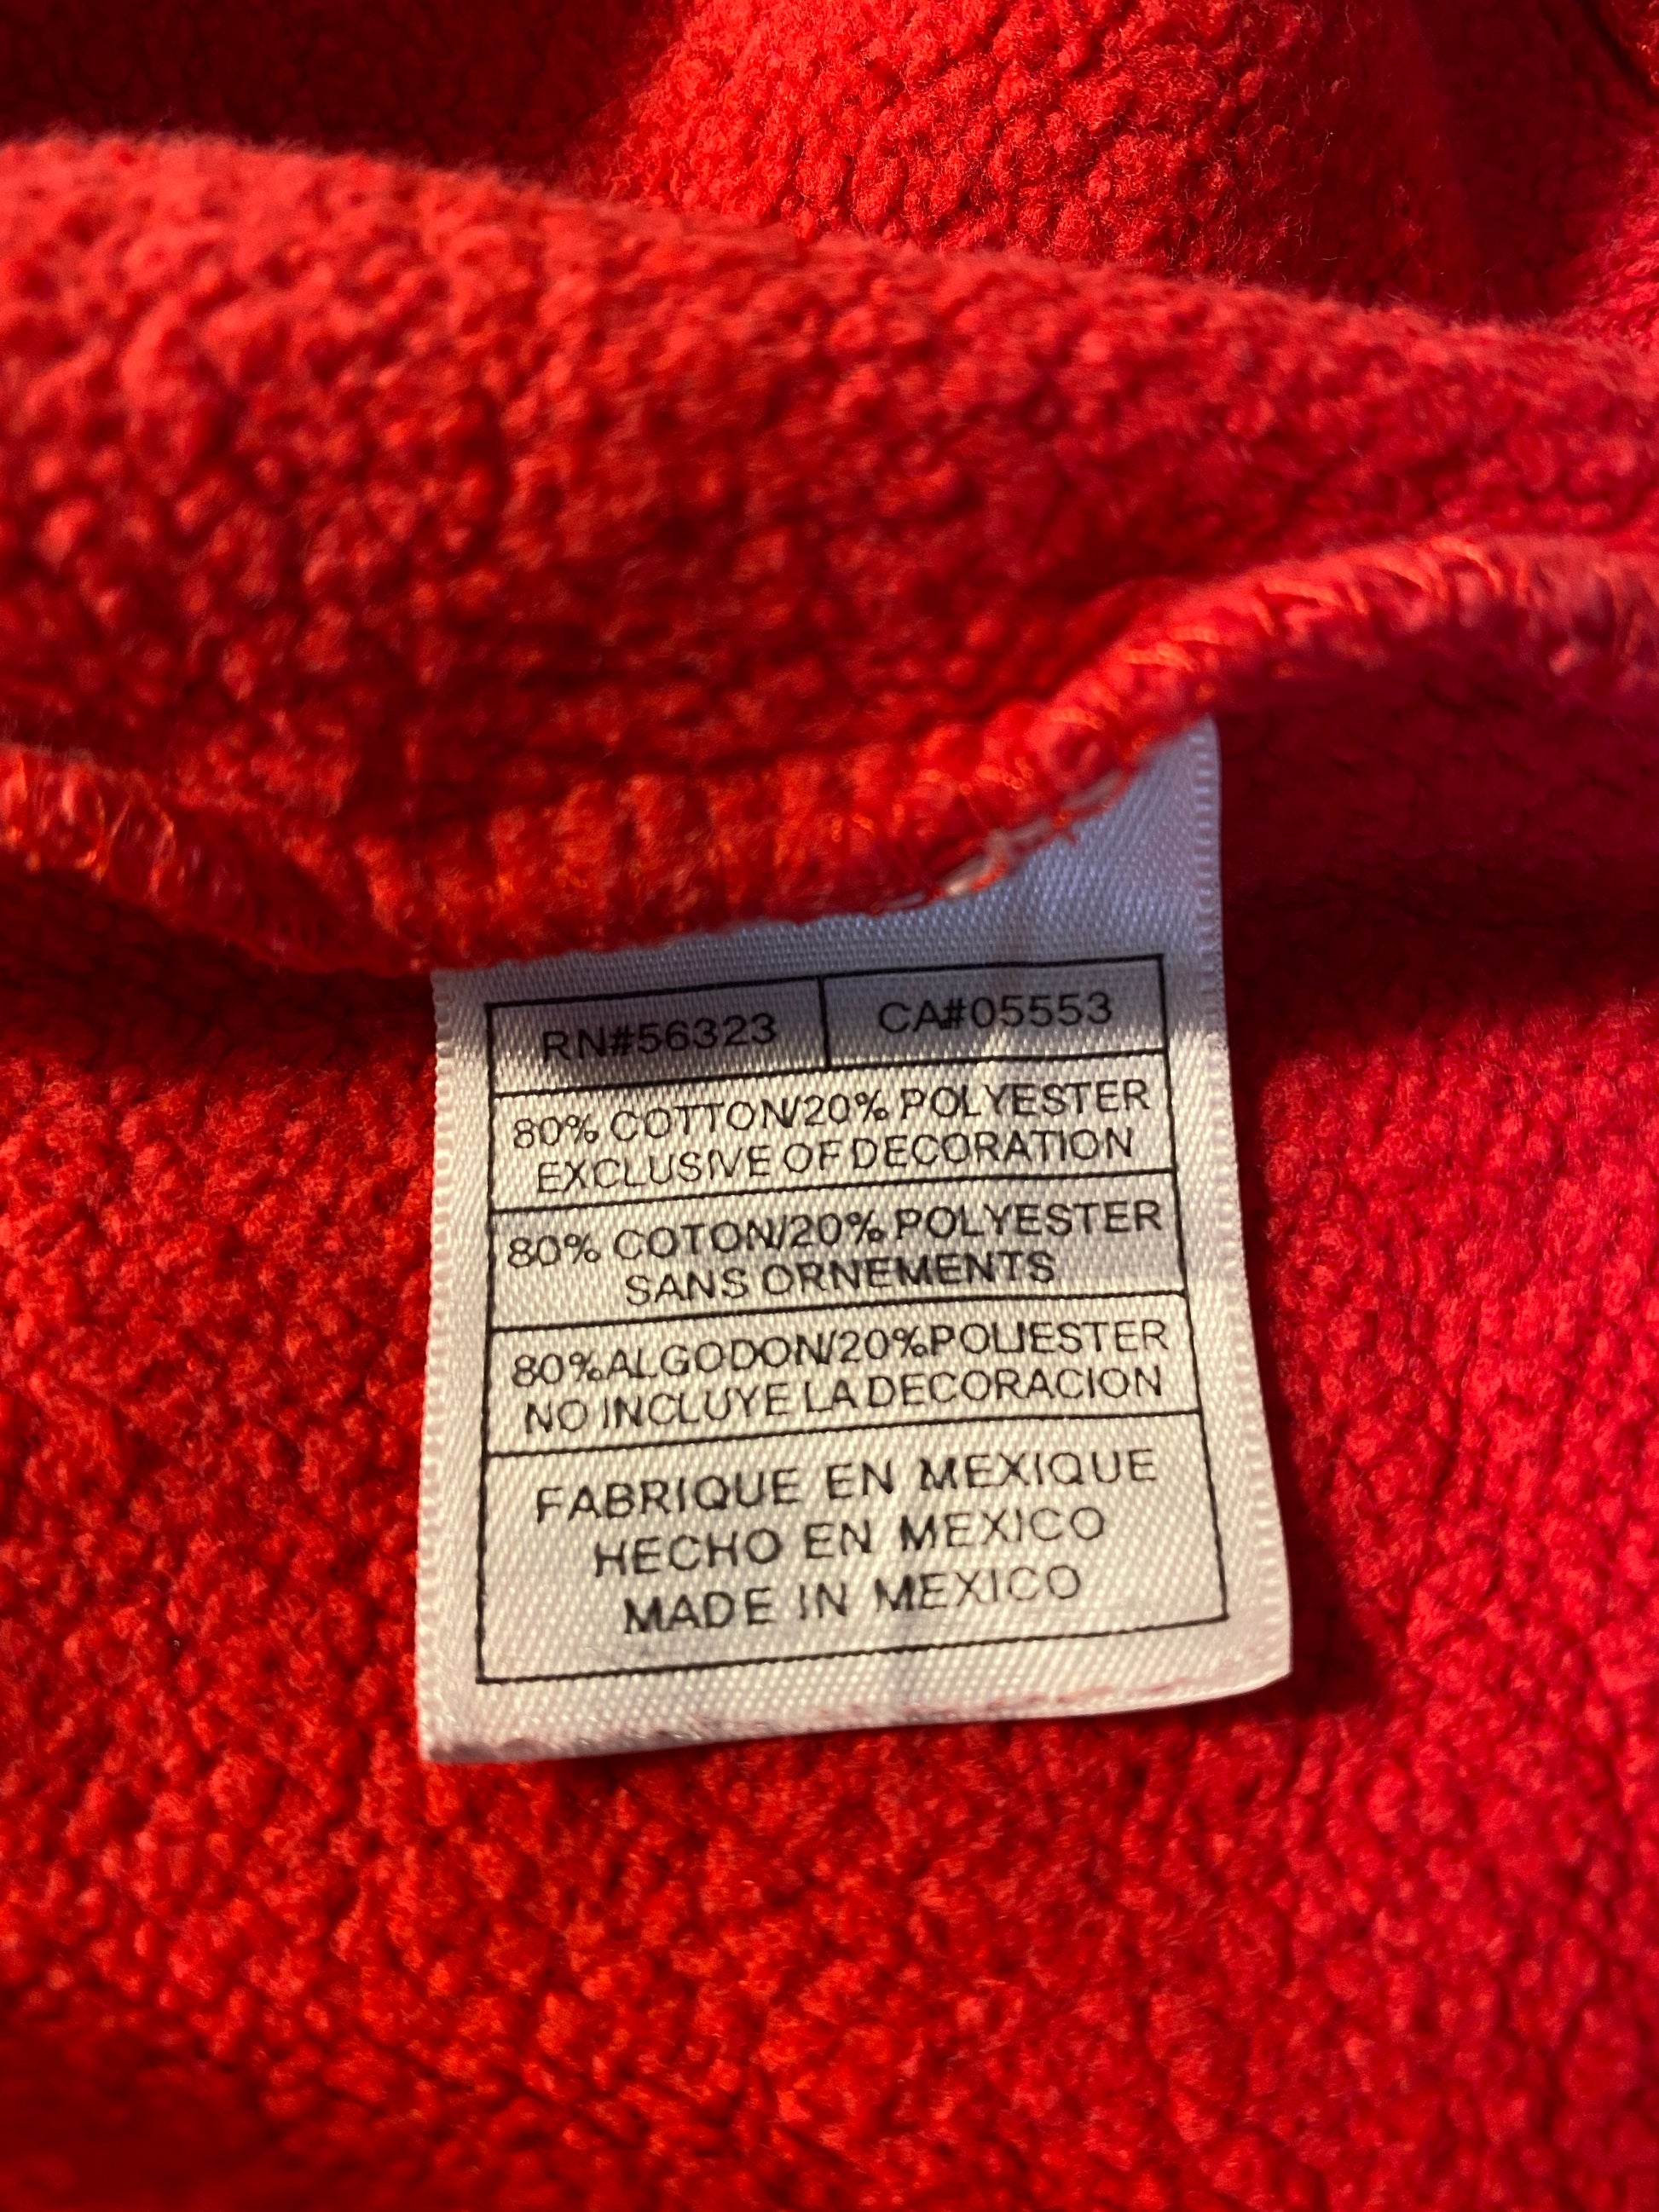 RN#56323 CA#05553
80% COTTON/20% POLYESTER
EXCLUSIVE OF DECORATION
80% COTON/20% POLYESTER
SANS ORNEMENTS
80%ALGODON/20%POLIESTER
NO INCLUYE LA DECORACION
FABRIQUE EN MEXIQUE
HECHO EN MEXICO
MADE IN MEXICO